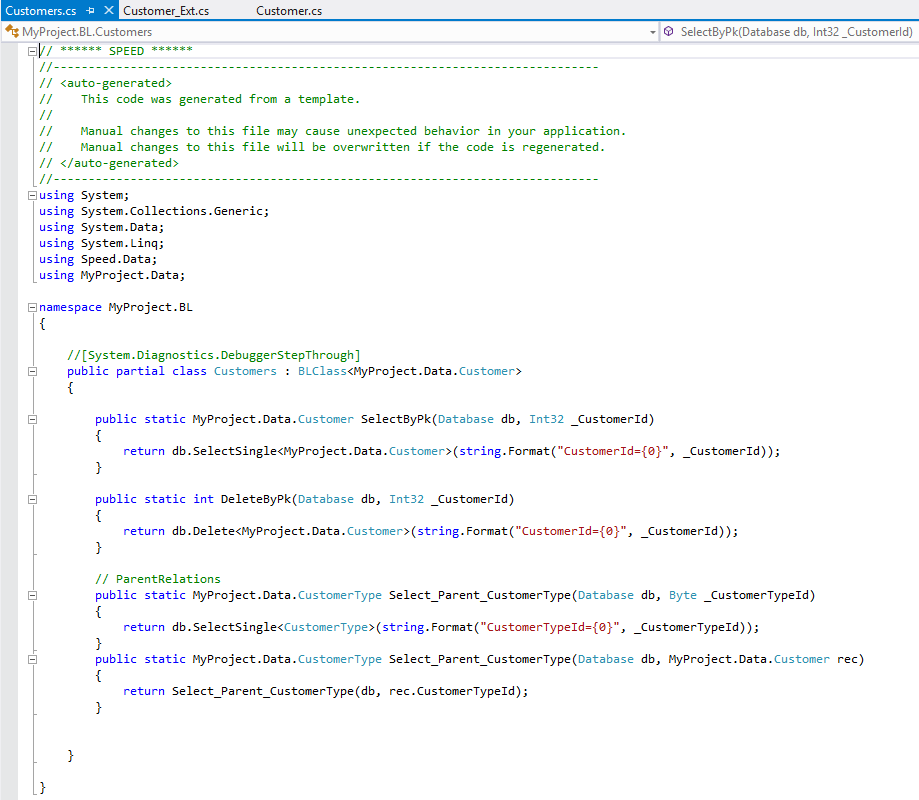 Customers.cs Customer_Ext.cs Customer.cs
MyProject.BL.Customers SelectByPk(Database db, Int32 _CustomerId)
// ****** SPEED ******
//------------------------------------------------------------------------------
// <auto-generated>
//    This code was generated from a template.
//
//    Manual changes to this file may cause unexpected behavior in your application.
//    Manual changes to this file will be overwritten if the code is regenerated.
// </auto-generated>
//------------------------------------------------------------------------------
using System;
using System.Collections.Generic;
using System.Data;
using System.Linq;
using Speed.Data;
using MyProject.Data;
namespace MyProject.BL
{
    //[System.Diagnostics.DebuggerStepThrough]
    public partial class Customers : BLClass<MyProject.Data.Customer>
    {
        public static MyProject.Data.Customer SelectByPk(Database db, Int32 _CustomerId)
        {
            return db.SelectSingle<MyProject.Data.Customer>(string.Format("CustomerId={0}", _CustomerId));
        }
        public static int DeleteByPk(Database db, Int32 _CustomerId)
        {
            return db.Delete<MyProject.Data.Customer>(string.Format("CustomerId={0}", _CustomerId));
        }
        // ParentRelations
        public static MyProject.Data.CustomerType Select_Parent_CustomerType(Database db, Byte _CustomerTypeId)
        {
            return db.SelectSingle<CustomerType>(string.Format("CustomerTypeId={0}", _CustomerTypeId));
        }
        public static MyProject.Data.CustomerType Select_Parent_CustomerType(Database db, MyProject.Data.Customer rec)
        {
            return Select_Parent_CustomerType(db, rec.CustomerTypeId);
        }
    }
}